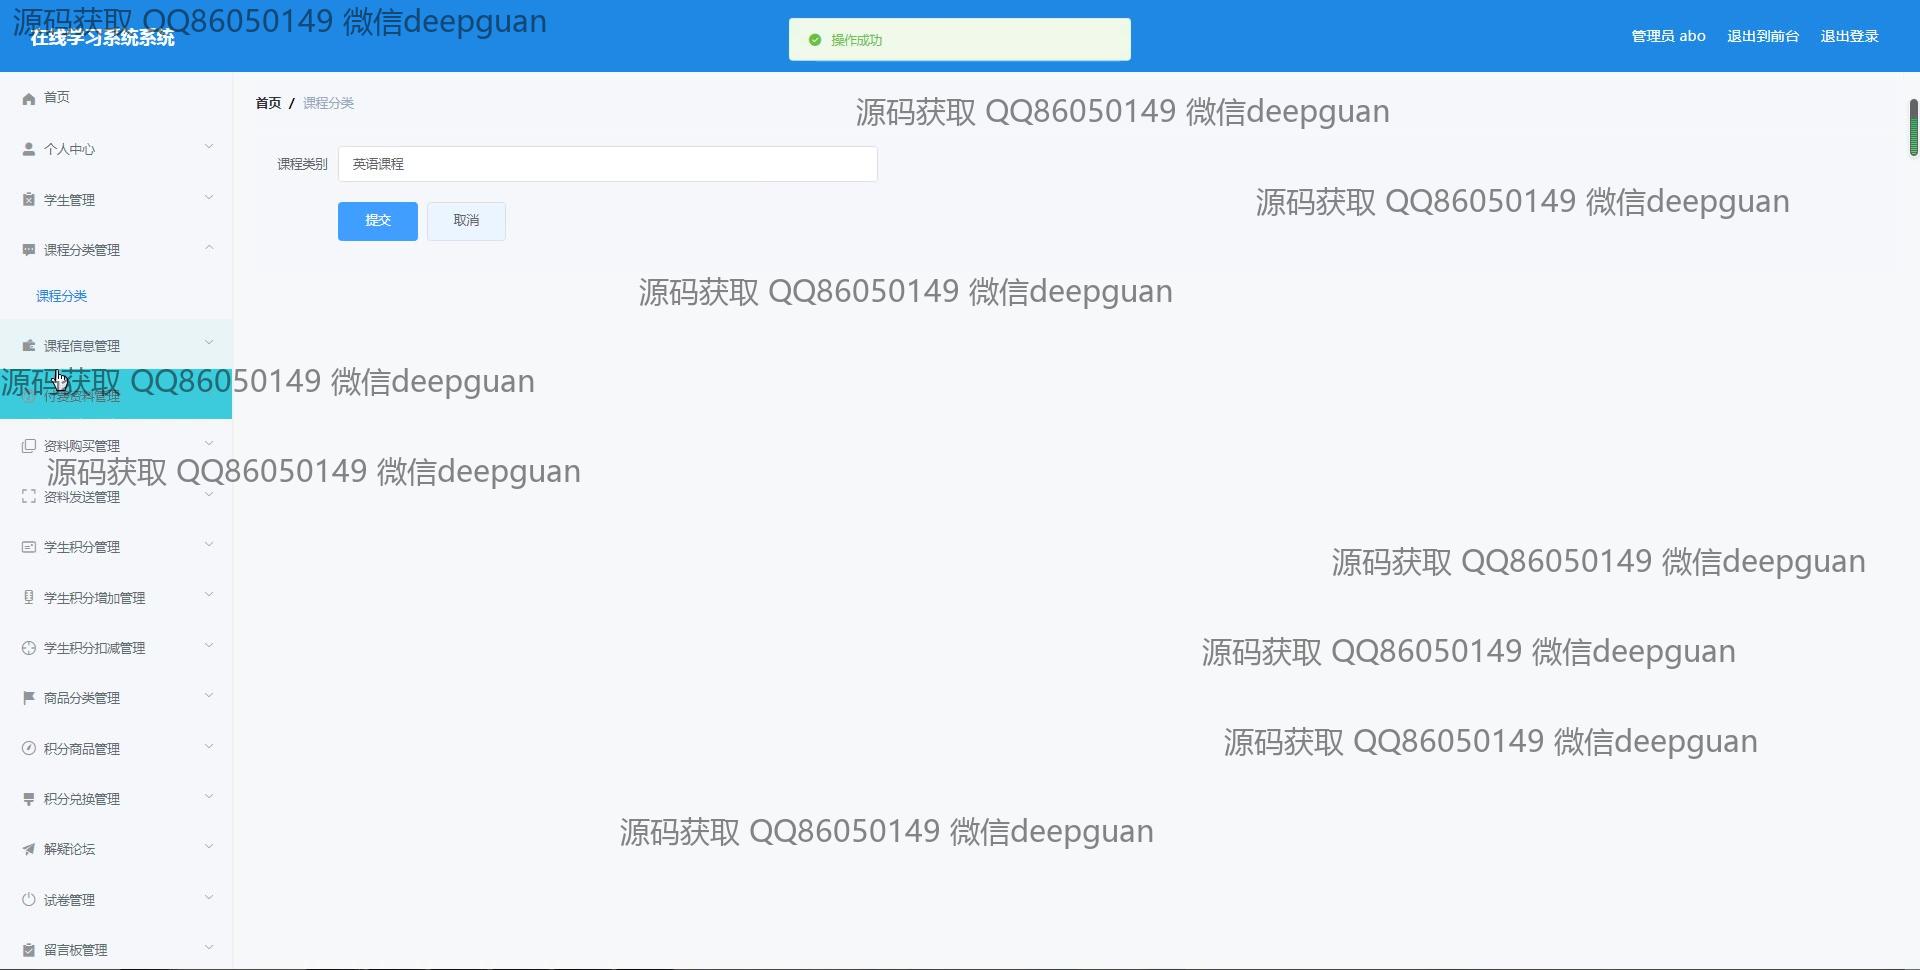 源码获取 QQ86050149 微信deepguan
在线学习系统系统
操作成功
管理员 abo 退出到前台 退出登录
首页
首页 / 课程分类
源码获取 QQ86050149 微信deepguan
个人中心
课程类别 英语课程
学生管理
源码获取 QQ86050149 微信deepguan
提交 取消
课程分类管理
课程分类
源码获取 QQ86050149 微信deepguan
课程信息管理
源码获取 QQ86050149 微信deepguan
付费资料管理
资料购买管理
源码获取 QQ86050149 微信deepguan
资料发送管理
学生积分管理
源码获取 QQ86050149 微信deepguan
学生积分增加管理
学生积分扣减管理
源码获取 QQ86050149 微信deepguan
商品分类管理
积分商品管理
源码获取 QQ86050149 微信deepguan
积分兑换管理
源码获取 QQ86050149 微信deepguan
解疑论坛
试卷管理
留言板管理